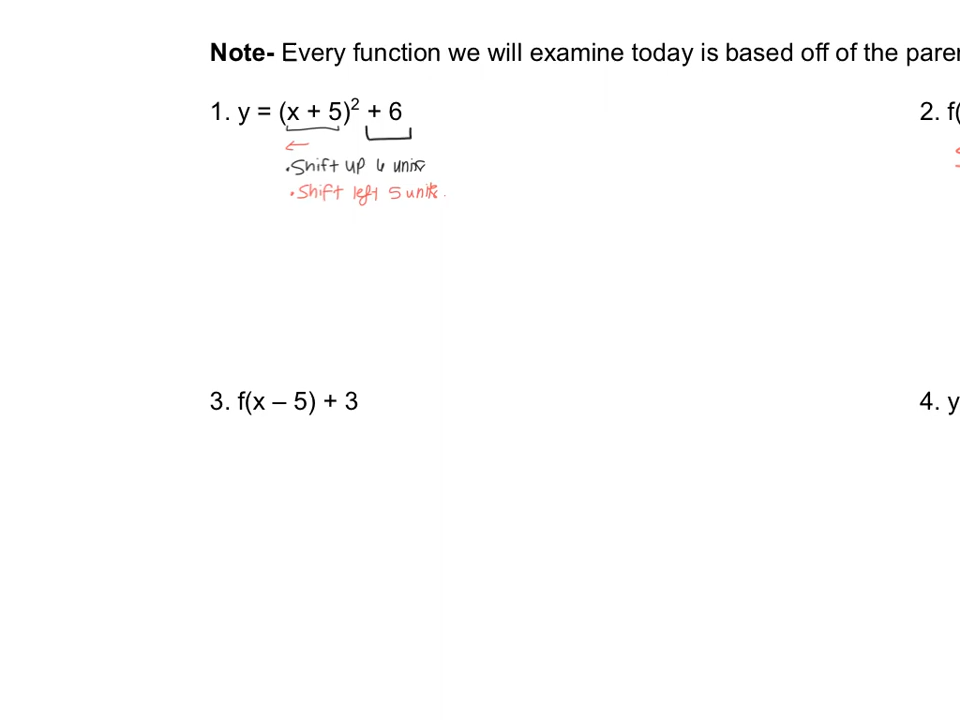 Note- Every function we will examine today is based off of the paren
1. y = (x + 5)² + 6
2. f(
• Shift up 6 units
• Shift left 5 units.
3. f(x – 5) + 3
4. y